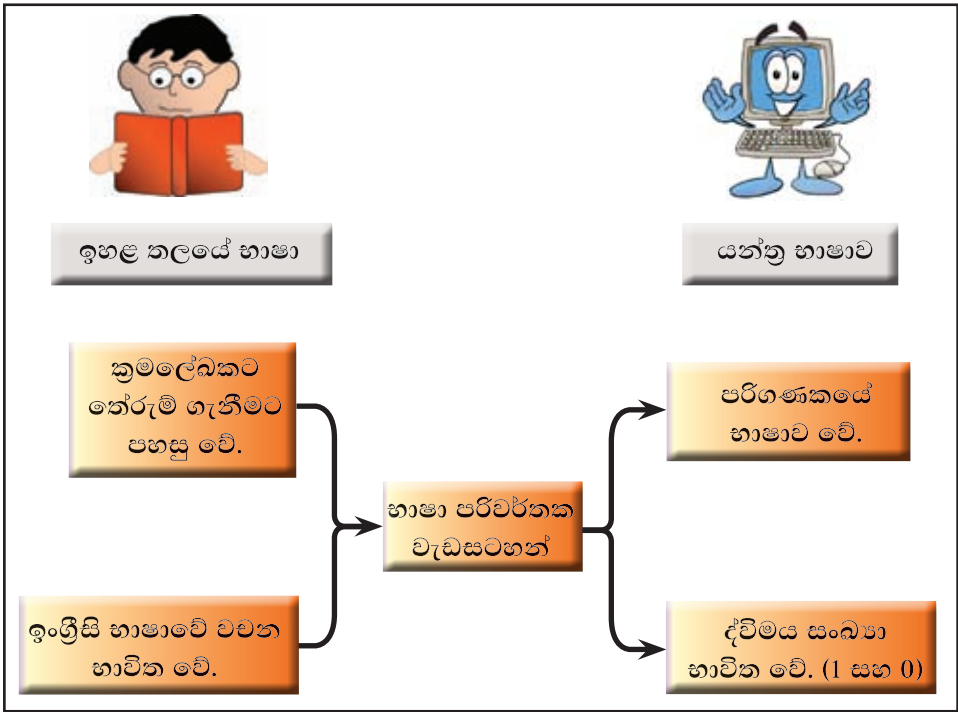 ඉහළ තලයේ භාෂා
යන්ත්‍ර භාෂාව
ක්‍රමලේඛකට
තේරුම් ගැනීමට
පහසු වේ.
පරිගණකයේ
භාෂාව වේ.
භාෂා පරිවර්තක
වැඩසටහන්
ඉංග්‍රීසි භාෂාවේ වචන
භාවිත වේ.
ද්විමය සංඛ්‍යා
භාවිත වේ. (1 සහ 0)